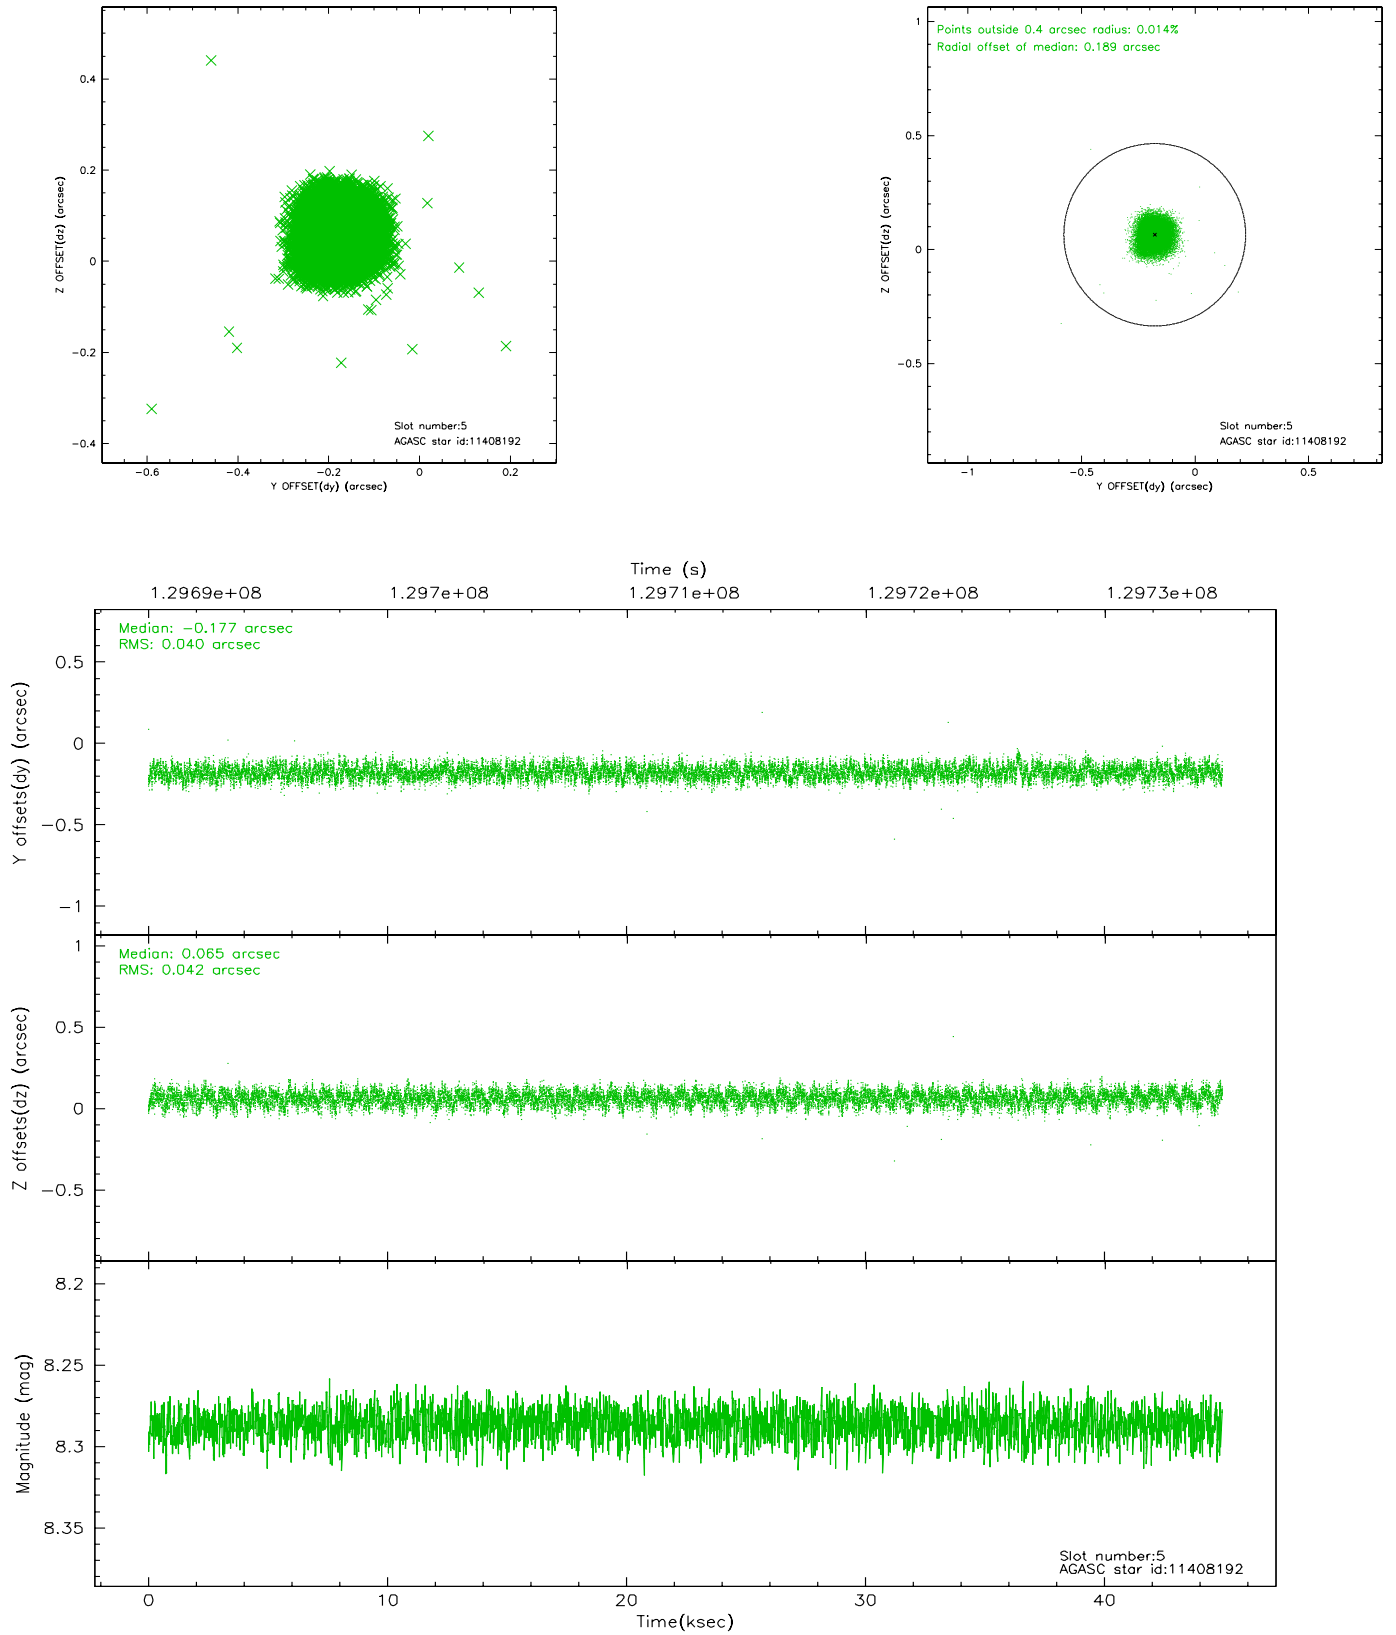 0.4
0.2
0
−0.2
−0.4
Z OFFSET(dz) (arcsec)
Slot number:5
AGASC star id:11408192
−0.6 −0.4 −0.2 0 0.2
Y OFFSET(dy) (arcsec)
Points outside 0.4 arcsec radius: 0.014%
Radial offset of median: 0.189 arcsec
1
0.5
0
−0.5
Z OFFSET(dz) (arcsec)
Slot number:5
AGASC star id:11408192
−1 −0.5 0 0.5
Y OFFSET(dy) (arcsec)
Time (s)
1.2969e+08 1.297e+08 1.2971e+08 1.2972e+08 1.2973e+08
Median: −0.177 arcsec
RMS: 0.040 arcsec
0.5
0
−0.5
−1
Y offsets(dy) (arcsec)
Median: 0.065 arcsec
RMS: 0.042 arcsec
1
0.5
0
−0.5
Z offsets(dz) (arcsec)
8.2
8.25
8.3
8.35
Magnitude (mag)
Slot number:5
AGASC star id:11408192
0 10 20 30 40
Time(ksec)